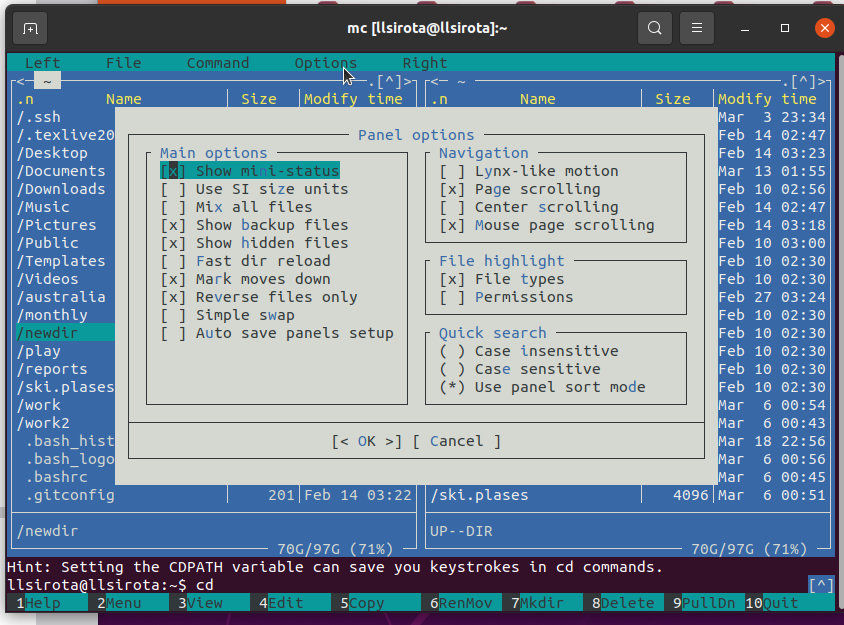 mc [llsirota@llsirota]:~
Left File Command Options Right
<— ~ .[^]> <— ~ .[^]>
.n Name Size Modify time .n Name Size Modify time
/.ssh Mar 3 23:34
/.texlive20 Feb 14 02:47
/Desktop Feb 14 03:23
/Documents Mar 13 01:55
/Downloads Feb 10 02:56
/Music Feb 14 02:47
/Pictures Feb 14 03:18
/Public Feb 10 03:00
/Templates Feb 10 02:30
/Videos Feb 10 02:30
/australia Feb 27 03:24
/monthly Feb 10 02:30
/newdir Feb 10 02:30
/play Feb 10 02:30
/reports Feb 10 02:30
/ski.plases Feb 10 02:30
/work Mar 6 00:54
/work2 Mar 6 00:43
.bash_hist Mar 18 22:56
.bash_logo Mar 6 00:56
.bashrc Mar 6 00:45
.gitconfig 201 Feb 14 03:22 /ski.plases 4096 Mar 6 00:51
Panel options
Main options
[x] Show mini-status
[ ] Use SI size units
[ ] Mix all files
[x] Show backup files
[x] Show hidden files
[ ] Fast dir reload
[x] Mark moves down
[x] Reverse files only
[ ] Simple swap
[ ] Auto save panels setup
Navigation
[ ] Lynx-like motion
[x] Page scrolling
[ ] Center scrolling
[x] Mouse page scrolling
File highlight
[x] File types
[ ] Permissions
Quick search
( ) Case insensitive
( ) Case sensitive
(*) Use panel sort mode
[< OK >] [ Cancel ]
/newdir UP--DIR
70G/97G (71%) 70G/97G (71%)
Hint: Setting the CDPATH variable can save you keystrokes in cd commands.
llsirota@llsirota:~$ cd [^]
1Help 2Menu 3View 4Edit 5Copy 6RenMov 7Mkdir 8Delete 9PullDn 10Quit